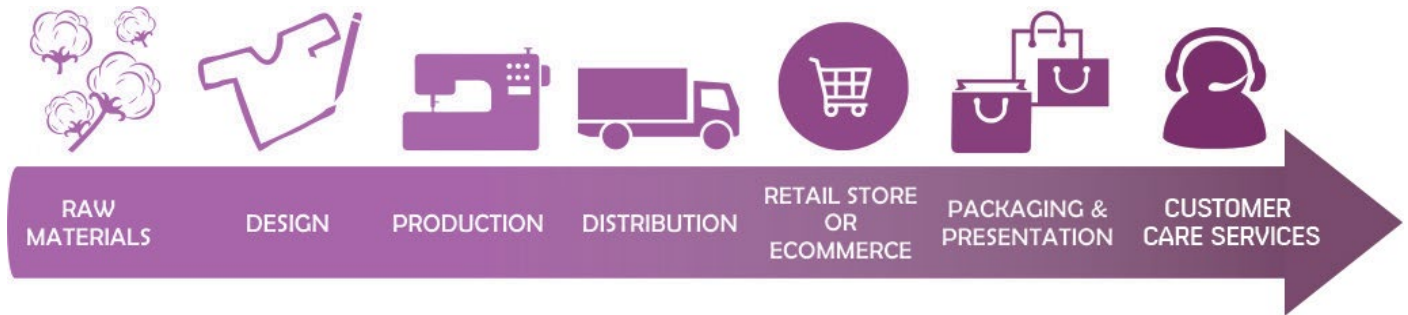 RAW
MATERIALS
DESIGN
PRODUCTION
DISTRIBUTION
RETAIL STORE
OR
ECOMMERCE
PACKAGING &
PRESENTATION
CUSTOMER
CARE SERVICES